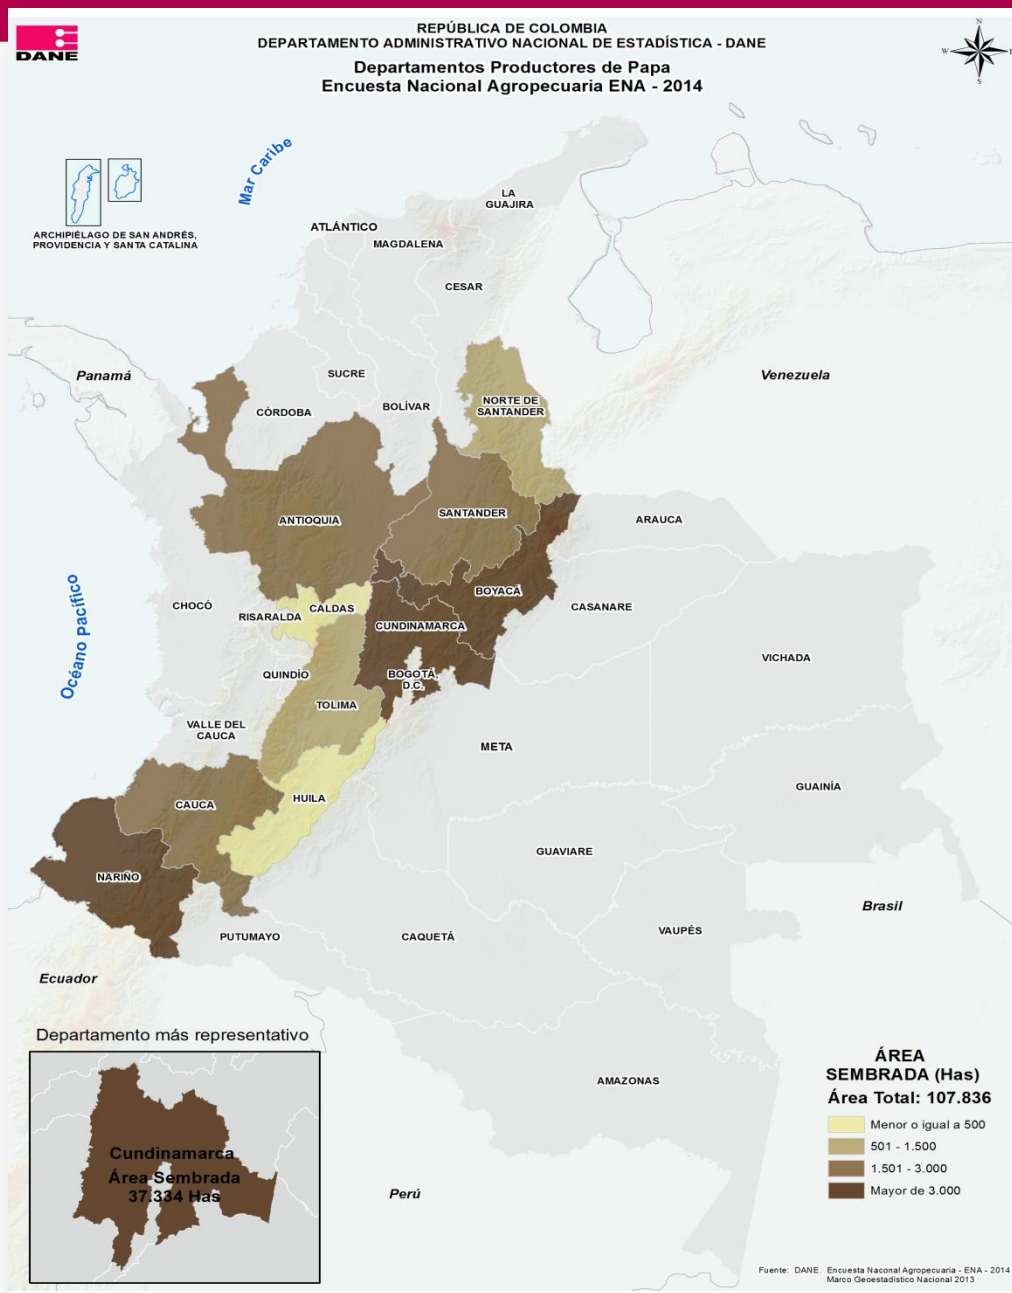 DANE
REPÚBLICA DE COLOMBIA
DEPARTAMENTO ADMINISTRATIVO NACIONAL DE ESTADÍSTICA - DANE
Departamentos Productores de Papa
Encuesta Nacional Agropecuaria ENA - 2014
N
W
E
S
Mar Caribe
ARCHIPIÉLAGO DE SAN ANDRÉS,
PROVIDENCIA Y SANTA CATALINA
LA
GUAJIRA
ATLÁNTICO
MAGDALENA
CESAR
Panamá
SUCRE
Venezuela
CÓRDOBA
BOLÍVAR
NORTE DE
SANTANDER
ANTIOQUIA
SANTANDER
ARAUCA
Océano Pacífico
CHOCÓ
RISARALDA
CALDAS
BOYACÁ
CASANARE
CUNDINAMARCA
VICHADA
QUINDÍO
BOGOTÁ,
D.C.
TOLIMA
VALLE DEL
CAUCA
META
GUAINÍA
CAUCA
HUILA
GUAVIARE
NARIÑO
Brasil
PUTUMAYO
CAQUETÁ
VAUPÉS
Ecuador
Departamento más representativo
Cundinamarca
Área Sembrada
37.334 Has
AMAZONAS
Perú
ÁREA
SEMBRADA (Has)
Área Total: 107.836
Menor o igual a 500
501 - 1.500
1.501 - 3.000
Mayor de 3.000
Fuente: DANE. Encuesta Naconal Agropecuaria - ENA - 2014
Marco Geoestadístico Nacional 2013